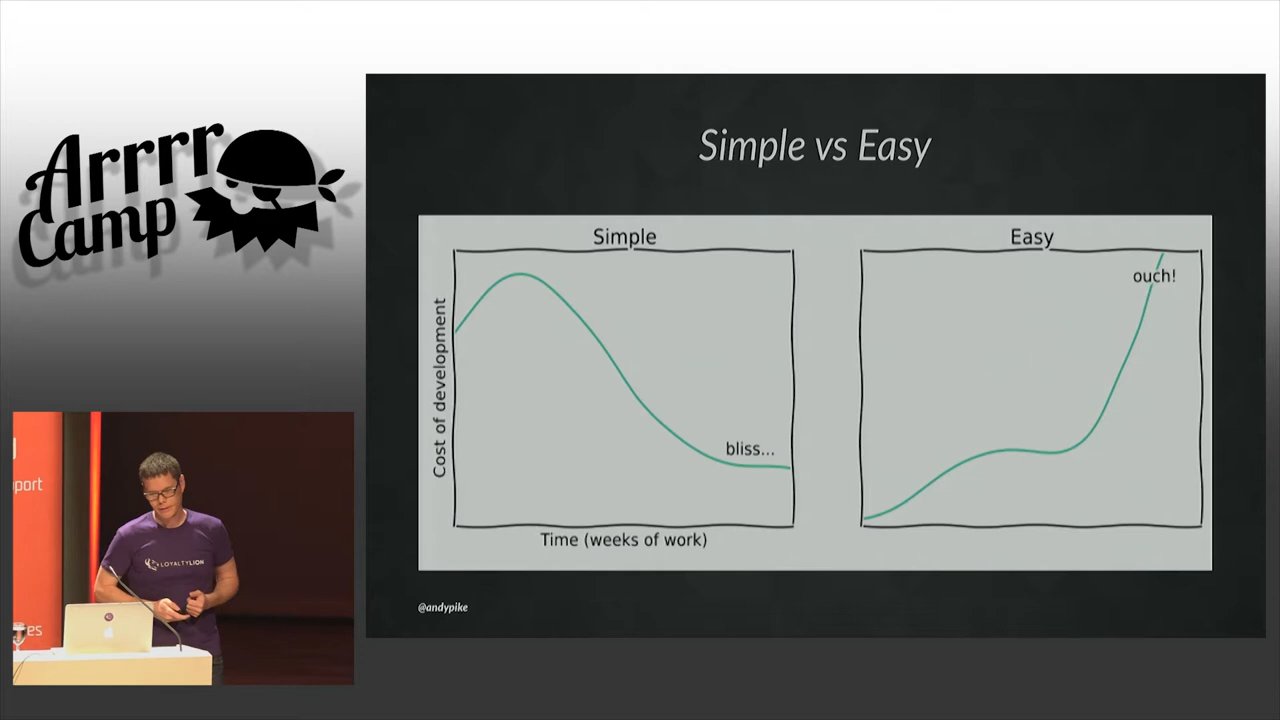 Arrrr
Camp
Simple vs Easy
Simple
Easy
ouch!
Cost of development
bliss...
Time (weeks of work)
@andypike
port
es
LOYALTYLION